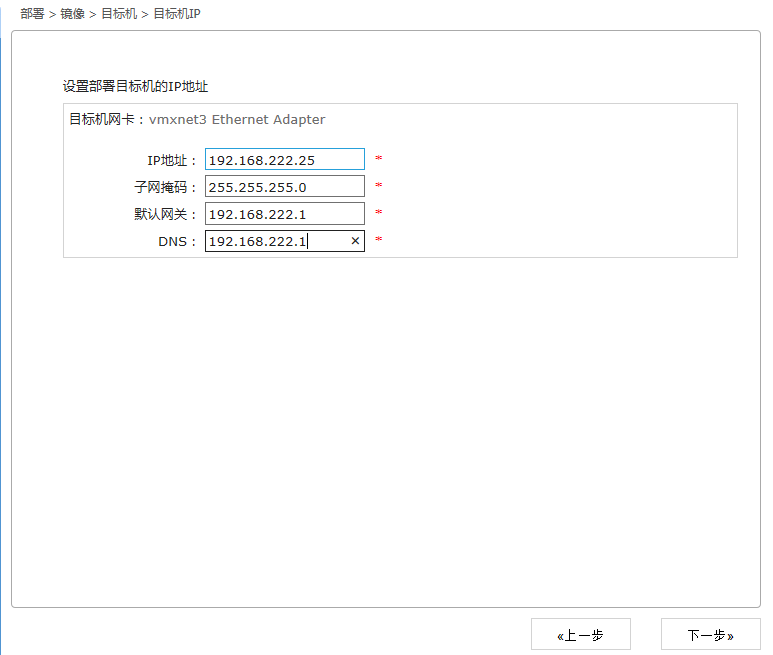 部署 > 镜像 > 目标机 > 目标机IP
设置部署目标机的IP地址
目标机网卡：vmxnet3 Ethernet Adapter
IP地址： 192.168.222.25 *
子网掩码： 255.255.255.0 *
默认网关： 192.168.222.1 *
DNS： 192.168.222.1 × *
«上一步 下一步»